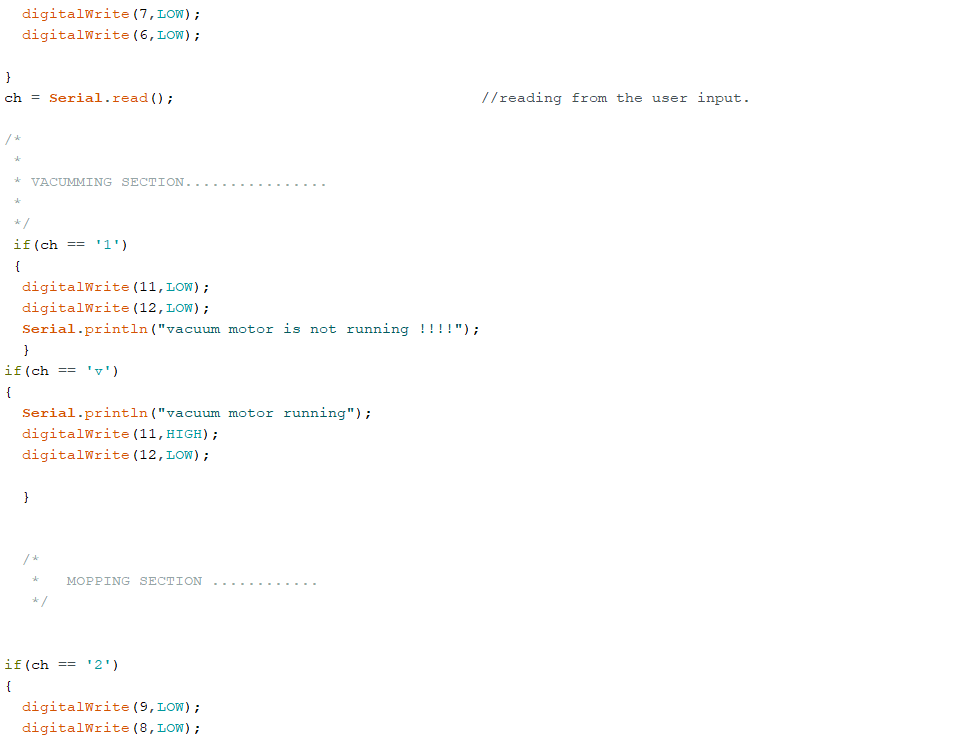 digitalWrite(7,LOW);
digitalWrite(6,LOW);
}
ch = Serial.read();                                  //reading from the user input.
/*
 *
 * VACUMMING SECTION................
 *
 */
 if(ch == '1')
 {
  digitalWrite(11,LOW);
  digitalWrite(12,LOW);
  Serial.println("vacuum motor is not running !!!!");
  }
if(ch == 'v')
{
  Serial.println("vacuum motor running");
  digitalWrite(11,HIGH);
  digitalWrite(12,LOW);
  }
  /*
   *   MOPPING SECTION ............
   */
if(ch == '2')
{
  digitalWrite(9,LOW);
  digitalWrite(8,LOW);